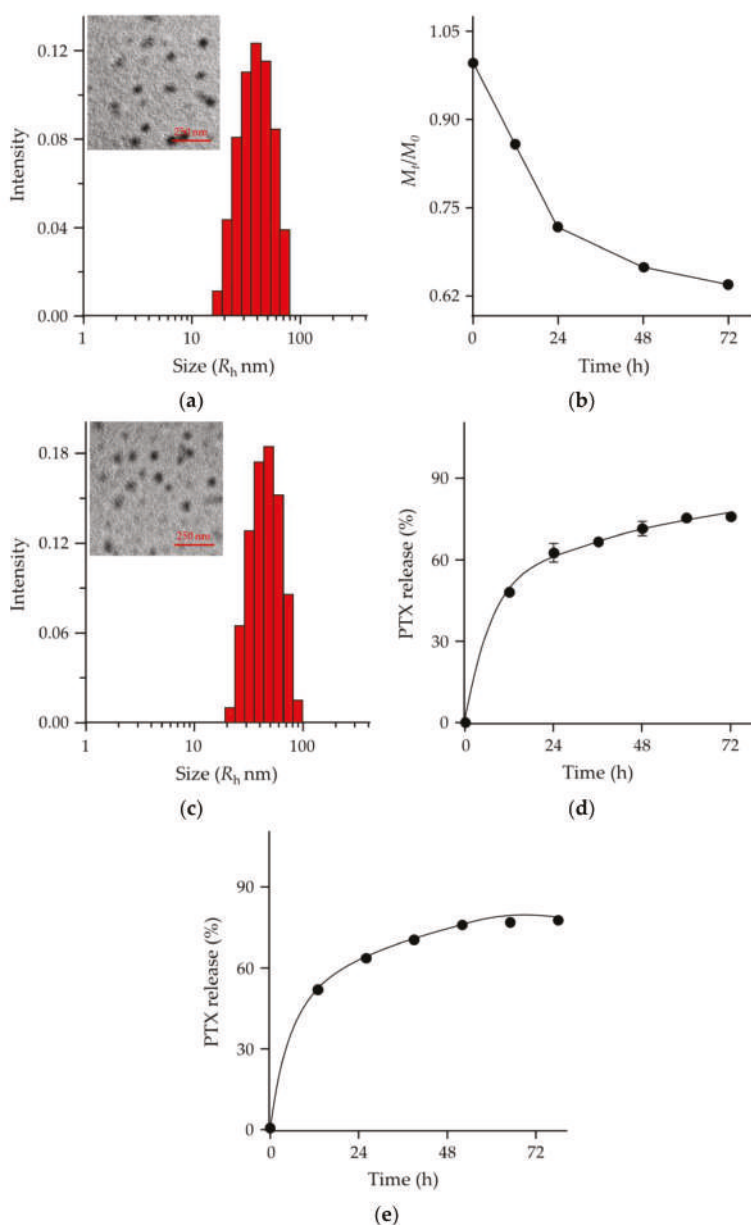 0.12
0.08
0.04
0.00
Intensity
250 nm
1
10
100
Size (Rh nm)
(a)
1.05
0.90
0.75
0.62
Mt/M0
0
24
48
72
Time (h)
(b)
0.18
0.12
0.06
0.00
Intensity
250 nm
1
10
100
Size (Rh nm)
(c)
90
60
30
0
PTX release (%)
0
24
48
72
Time (h)
(d)
90
60
30
0
PTX release (%)
0
24
48
72
Time (h)
(e)